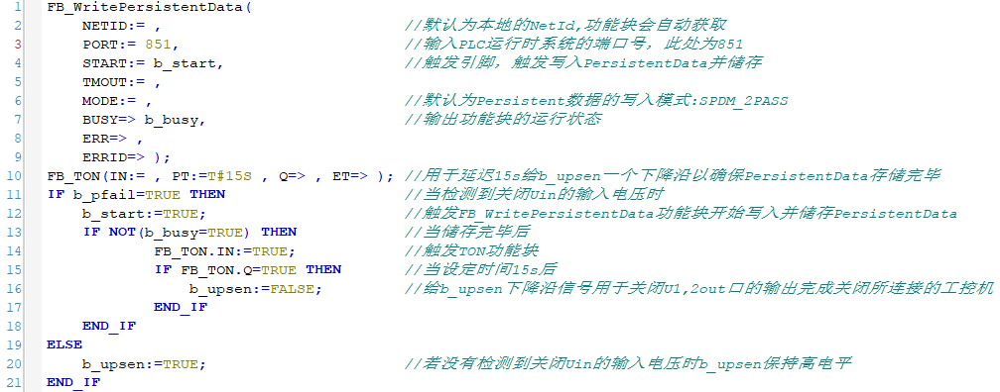 1 FB_WritePersistentData(
2 NETID:= , //默认为本地的NetId,功能块会自动获取
3 PORT:= 851, //输入PLC运行时系统的端口号，此处为851
4 START:= b_start, //触发引脚，触发写入PersistentData并储存
5 TMOUT:= ,
6 MODE:= , //默认为Persistent数据的写入模式:SPDM_2PASS
7 BUSY=> b_busy, //输出功能块的运行状态
8 ERR=> ,
9 ERRID=> );
10 FB_TON(IN:= , PT:=T#15S , Q=> , ET=> ); //用于延迟15s给b_upsen一个下降沿以确保PersistentData存储完毕
11 IF b_pfail=TRUE THEN //当检测到关闭Uin的输入电压时
12 b_start:=TRUE; //触发FB_WritePersistentData功能块开始写入并储存PersistentData
13 IF NOT(b_busy=TRUE) THEN //当储存完毕后
14 FB_TON.IN:=TRUE; //触发TON功能块
15 IF FB_TON.Q=TRUE THEN //当设定时间15s后
16 b_upsen:=FALSE; //给b_upsen下降沿信号用于关闭U1,2out口的输出完成关闭所连接的工控机
17 END_IF
18 END_IF
19 ELSE
20 b_upsen:=TRUE; //若没有检测到关闭Uin的输入电压时b_upsen保持高电平
21 END_IF